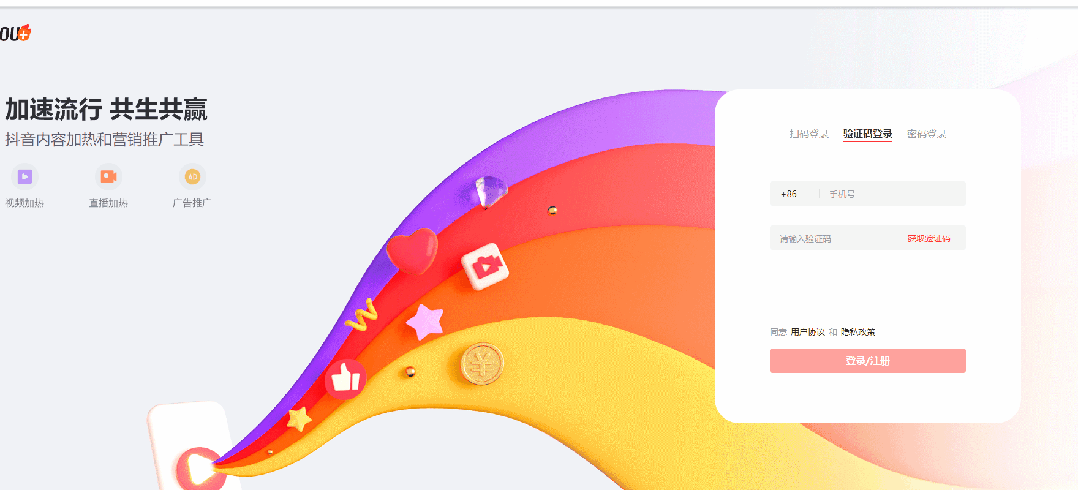 OU+
加速流行 共生共赢
抖音内容加热和营销推广工具
视频加热 直播加热 广告推广
扫码登录 验证码登录 密码登录
+86 手机号
请输入验证码 获取验证码
同意 用户协议 和 隐私政策
登录/注册